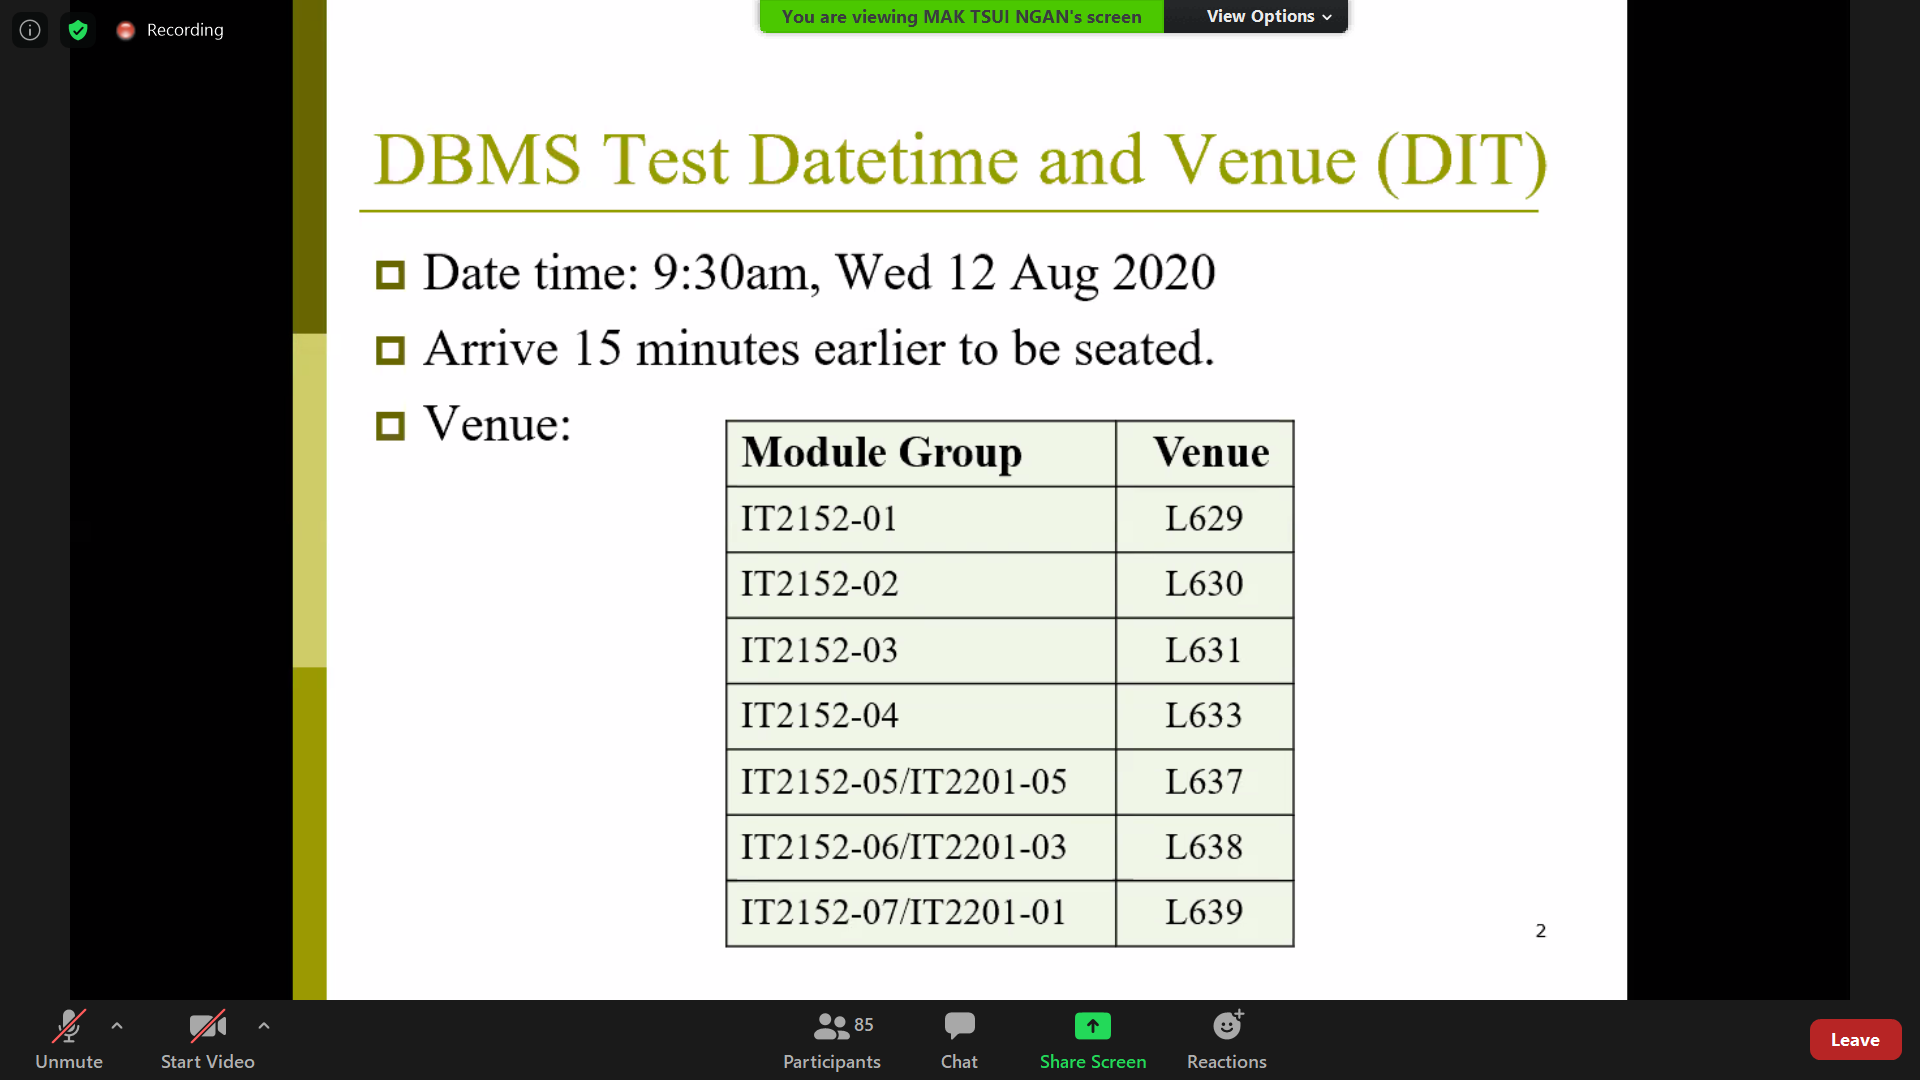 Recording
You are viewing MAK TSUI NGAN's screen
View Options
DBMS Test Datetime and Venue (DIT)
Date time: 9:30am, Wed 12 Aug 2020
Arrive 15 minutes earlier to be seated.
Venue:
Module Group Venue
IT2152-01 L629
IT2152-02 L630
IT2152-03 L631
IT2152-04 L633
IT2152-05/IT2201-05 L637
IT2152-06/IT2201-03 L638
IT2152-07/IT2201-01 L639
2
Unmute
Start Video
85
Participants
Chat
Share Screen
Reactions
Leave